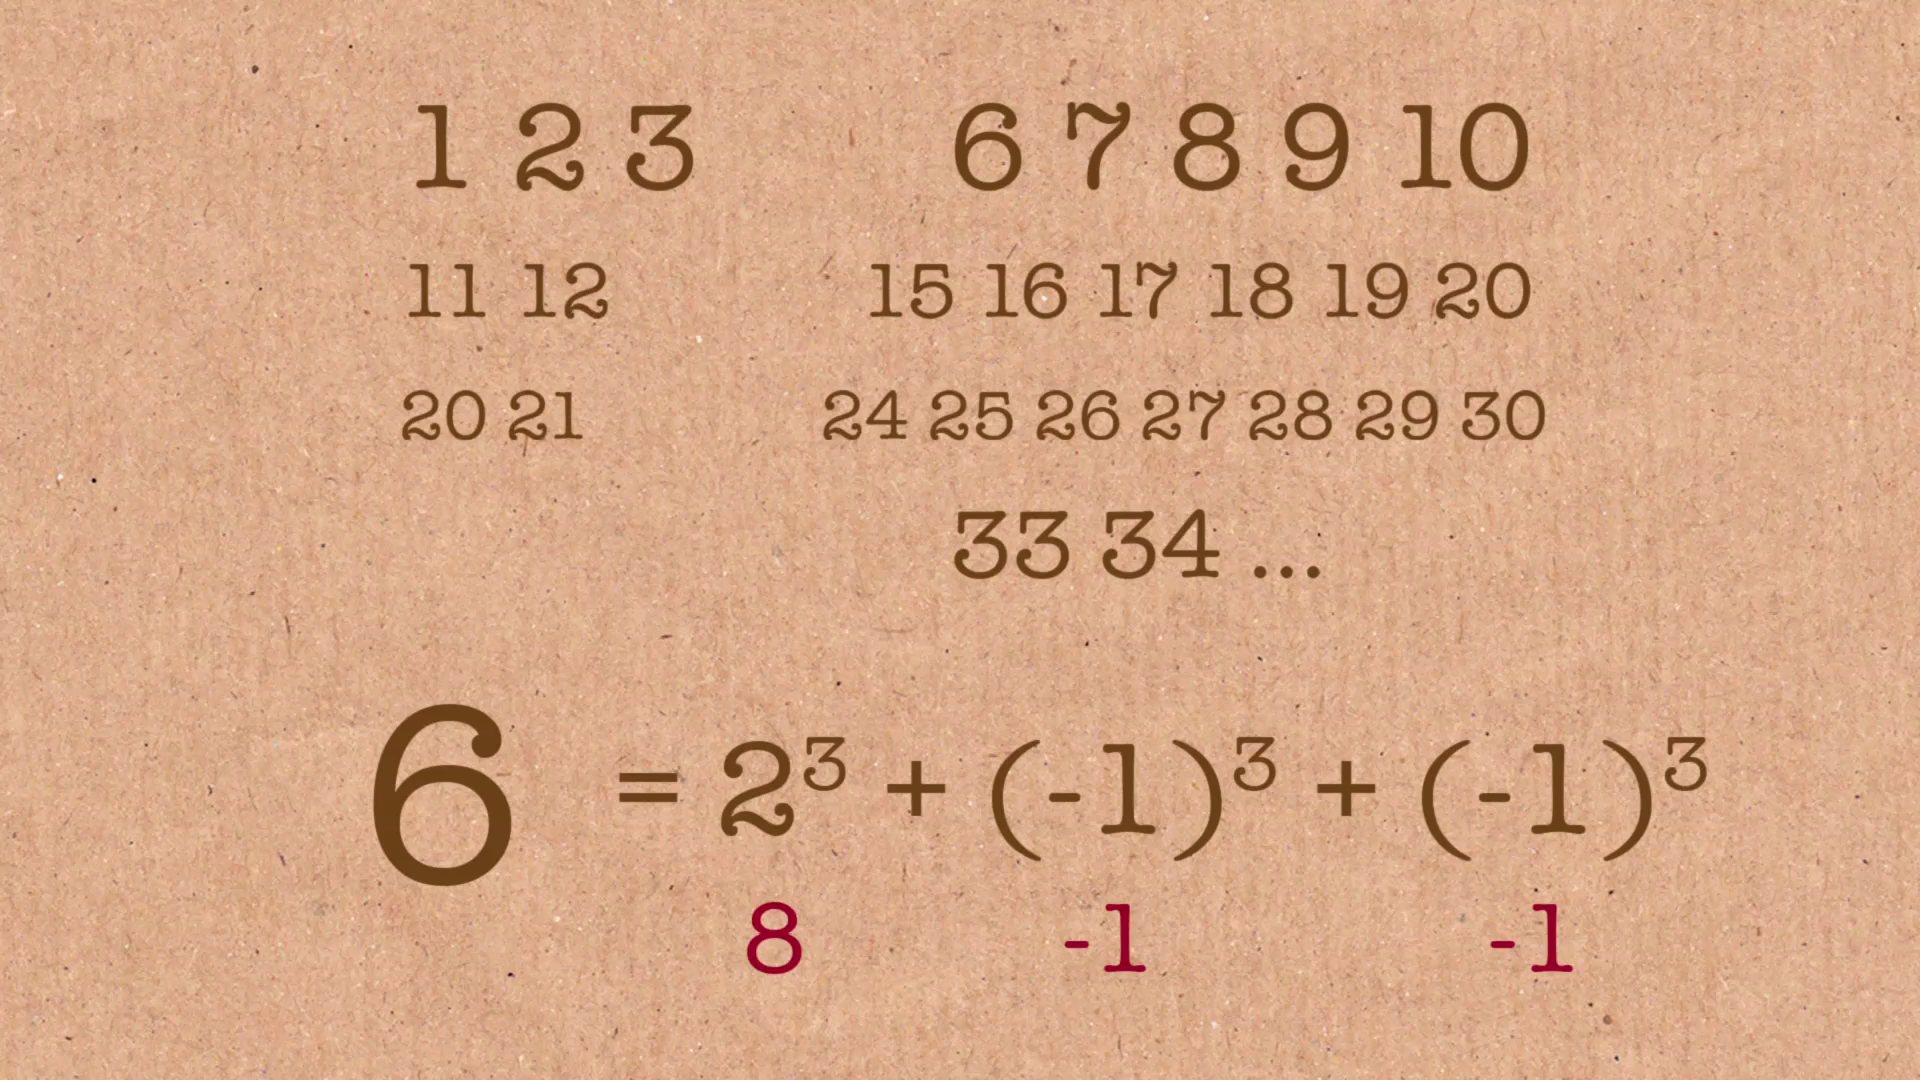 1 2 3 6 7 8 9 10
11 12 15 16 17 18 19 20
20 21 24 25 26 27 28 29 30
33 34 ...
6 = 2³ + (-1)³ + (-1)³
8 -1 -1